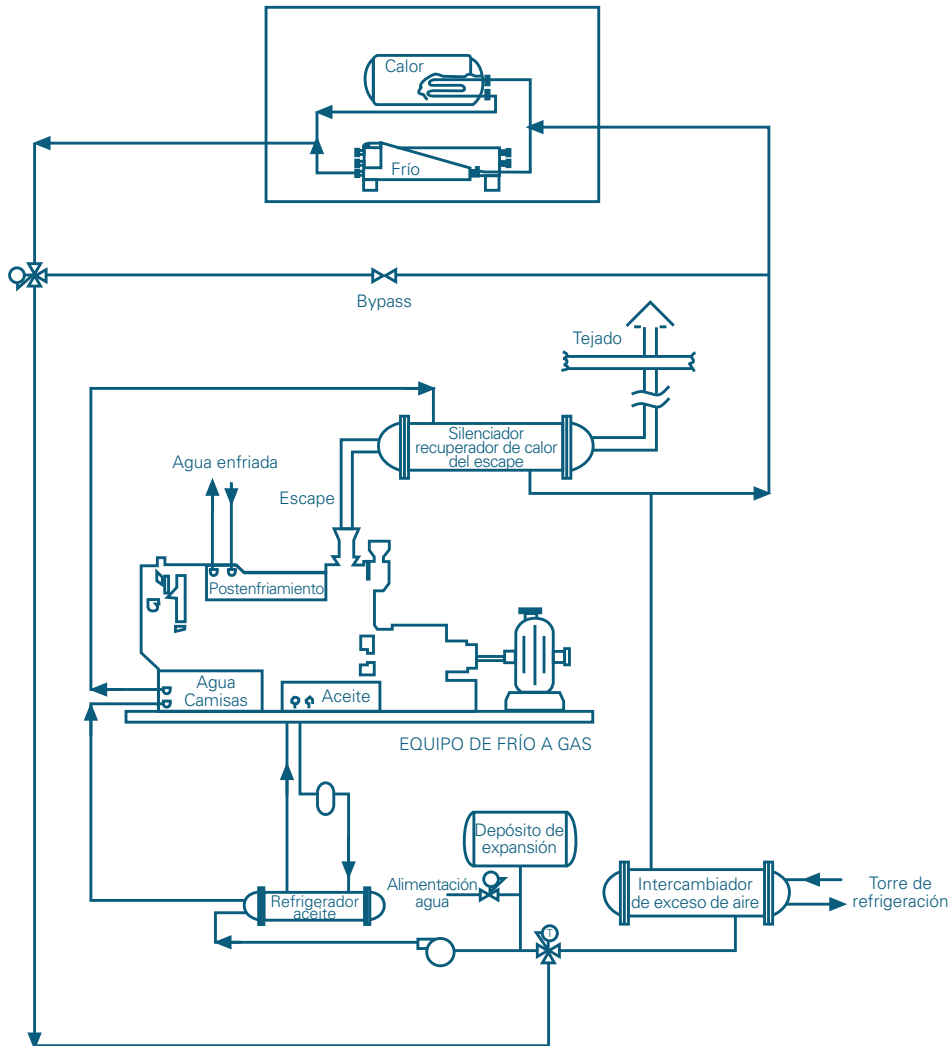 Calor
Frío
Bypass
Tejado
Silenciador
recuperador de calor
del escape
Agua enfriada
Escape
Postenfriamiento
Agua
Camisas
Aceite
EQUIPO DE FRÍO A GAS
Depósito de
expansión
Alimentación
agua
Refrigerador
aceite
Intercambiador
de exceso de aire
Torre de
refrigeración
T